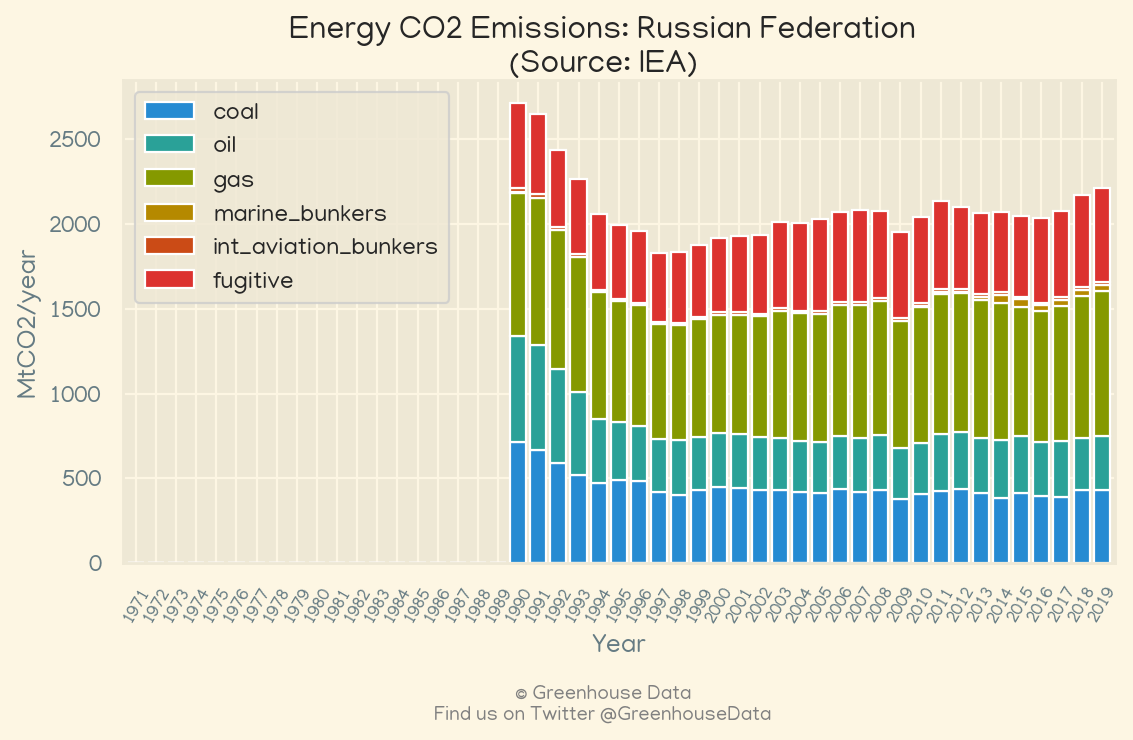 Energy CO2 Emissions: Russian Federation
(Source: IEA)
coal
oil
gas
marine_bunkers
int_aviation_bunkers
fugitive
MtCO2/year
2500
2000
1500
1000
500
0
1971 1972 1973 1974 1975 1976 1977 1978 1979 1980 1981 1982 1983 1984 1985 1986 1987 1988 1989 1990 1991 1992 1993 1994 1995 1996 1997 1998 1999 2000 2001 2002 2003 2004 2005 2006 2007 2008 2009 2010 2011 2012 2013 2014 2015 2016 2017 2018 2019
Year
© Greenhouse Data
Find us on Twitter @GreenhouseData